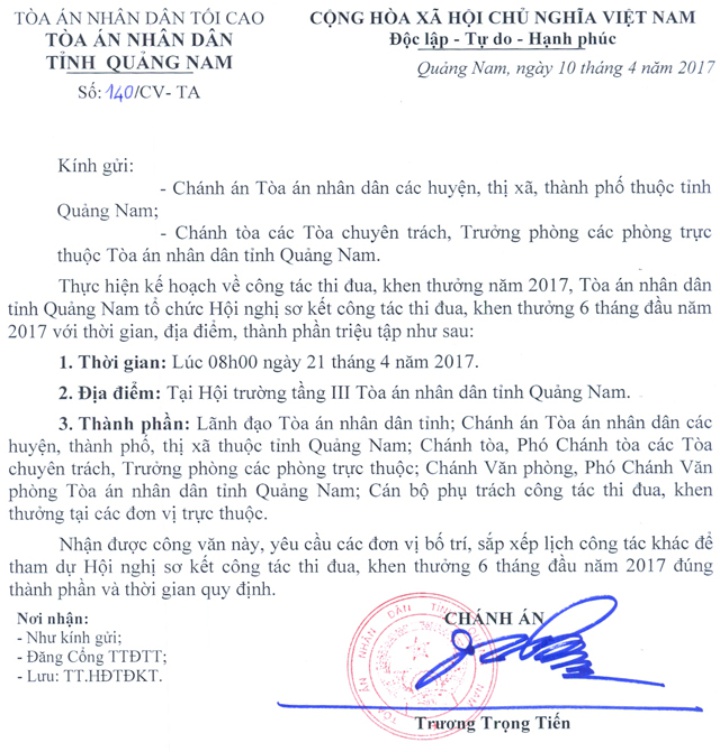 TÒA ÁN NHÂN DÂN TỐI CAO
TÒA ÁN NHÂN DÂN
TỈNH QUẢNG NAM
Số: 140/CV- TA
CỘNG HÒA XÃ HỘI CHỦ NGHĨA VIỆT NAM
Độc lập - Tự do - Hạnh phúc
Quảng Nam, ngày 10 tháng 4 năm 2017
Kính gửi:
- Chánh án Tòa án nhân dân các huyện, thị xã, thành phố thuộc tỉnh
Quảng Nam;
- Chánh tòa các Tòa chuyên trách, Trưởng phòng các phòng trực
thuộc Tòa án nhân dân tỉnh Quảng Nam.
Thực hiện kế hoạch về công tác thi đua, khen thưởng năm 2017, Tòa án nhân dân
tỉnh Quảng Nam tổ chức Hội nghị sơ kết công tác thi đua, khen thưởng 6 tháng đầu năm
2017 với thời gian, địa điểm, thành phần triệu tập như sau:
1. Thời gian: Lúc 08h00 ngày 21 tháng 4 năm 2017.
2. Địa điểm: Tại Hội trường tầng III Tòa án nhân dân tỉnh Quảng Nam.
3. Thành phần: Lãnh đạo Tòa án nhân dân tỉnh; Chánh án Tòa án nhân dân các
huyện, thành phố, thị xã thuộc tỉnh Quảng Nam; Chánh tòa, Phó Chánh tòa các Tòa
chuyên trách, Trưởng phòng các phòng trực thuộc; Chánh Văn phòng, Phó Chánh Văn
phòng Tòa án nhân dân tỉnh Quảng Nam; Cán bộ phụ trách công tác thi đua, khen
thưởng tại các đơn vị trực thuộc.
Nhận được công văn này, yêu cầu các đơn vị bố trí, sắp xếp lịch công tác khác để
tham dự Hội nghị sơ kết công tác thi đua, khen thưởng 6 tháng đầu năm 2017 đúng
thành phần và thời gian quy định.
Nơi nhận:
- Như kính gửi;
- Đăng Cổng TTĐTT;
- Lưu: TT.HĐTĐKT.
CHÁNH ÁN
TÒA ÁN NHÂN DÂN TỈNH QUẢNG NAM
Trương Trọng Tiến